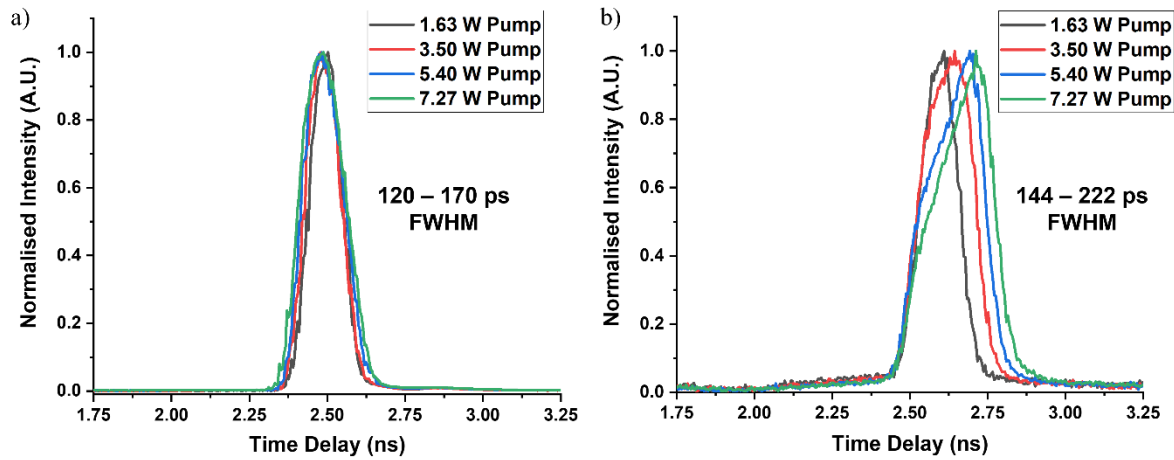 a)
1.63 W Pump
3.50 W Pump
5.40 W Pump
7.27 W Pump
1.0
0.8
0.6
0.4
0.2
0.0
Normalised Intensity (A.U.)
120 – 170 ps
FWHM
1.75
2.00
2.25
2.50
2.75
3.00
3.25
Time Delay (ns)
b)
1.63 W Pump
3.50 W Pump
5.40 W Pump
7.27 W Pump
1.0
0.8
0.6
0.4
0.2
0.0
Normalised Intensity (A.U.)
144 – 222 ps
FWHM
1.75
2.00
2.25
2.50
2.75
3.00
3.25
Time Delay (ns)